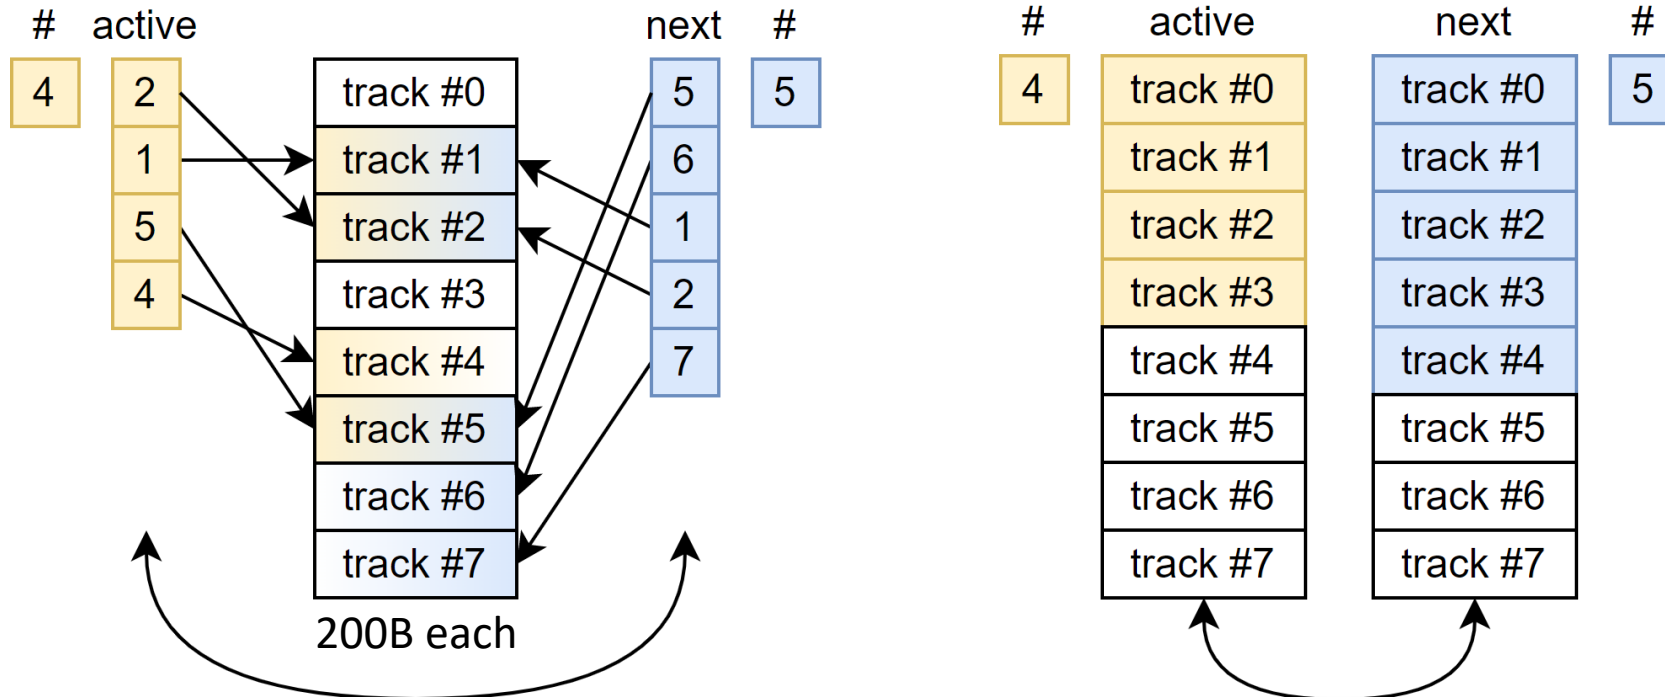 # active next #
4 2 track #0 5 5
1 track #1 6
5 track #2 1
4 track #3 2
track #4 7
track #5
track #6
track #7
200B each
# active next #
4 track #0 track #0 5
track #1 track #1
track #2 track #2
track #3 track #3
track #4 track #4
track #5 track #5
track #6 track #6
track #7 track #7